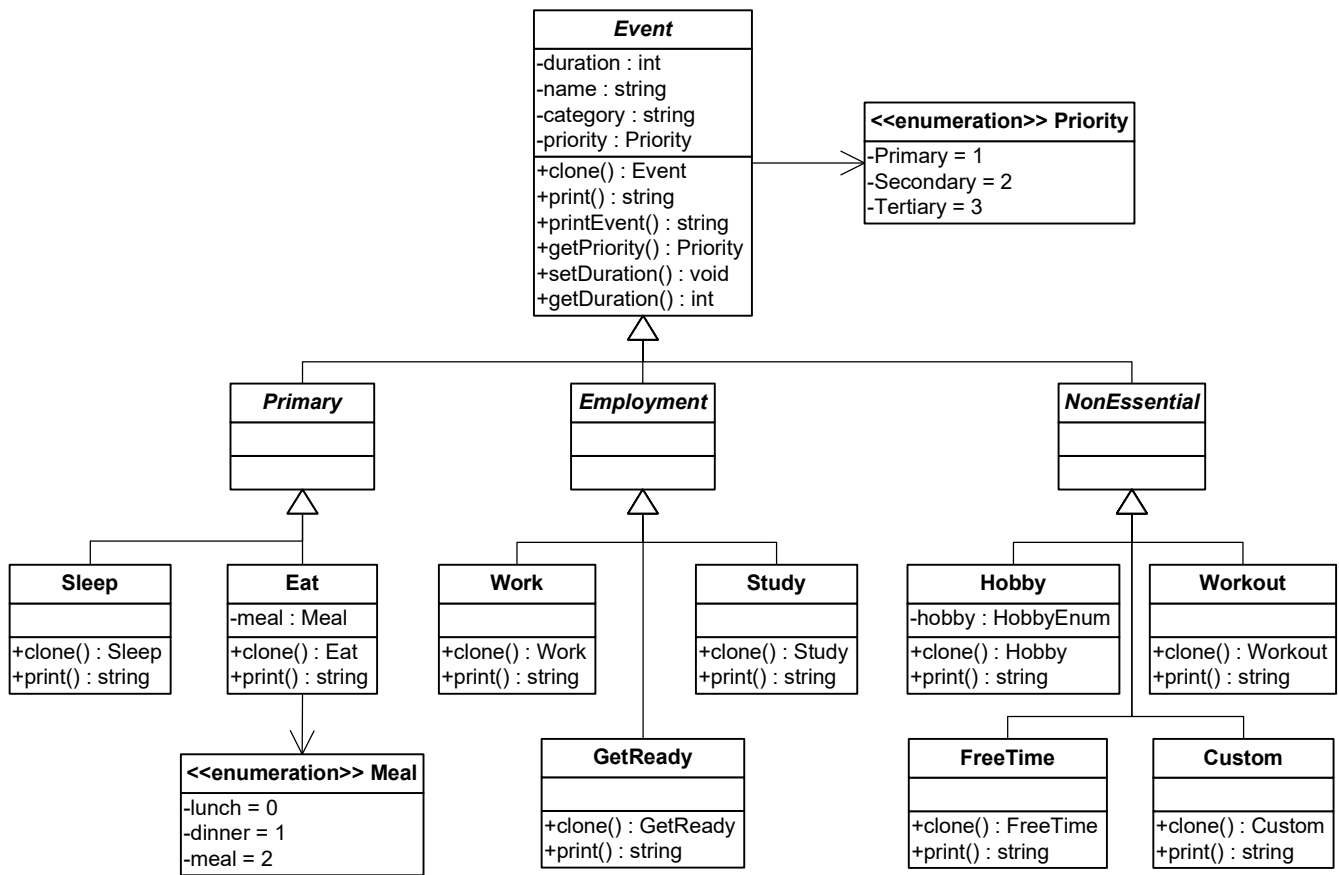 Event
-duration : int
-name : string
-category : string
-priority : Priority
+clone() : Event
+print() : string
+printEvent() : string
+getPriority() : Priority
+setDuration() : void
+getDuration() : int
<<enumeration>> Priority
-Primary = 1
-Secondary = 2
-Tertiary = 3
Primary
Employment
NonEssential
Sleep
+clone() : Sleep
+print() : string
Eat
-meal : Meal
+clone() : Eat
+print() : string
Work
+clone() : Work
+print() : string
Study
+clone() : Study
+print() : string
Hobby
-hobby : HobbyEnum
+clone() : Hobby
+print() : string
Workout
+clone() : Workout
+print() : string
<<enumeration>> Meal
-lunch = 0
-dinner = 1
-meal = 2
GetReady
+clone() : GetReady
+print() : string
FreeTime
+clone() : FreeTime
+print() : string
Custom
+clone() : Custom
+print() : string